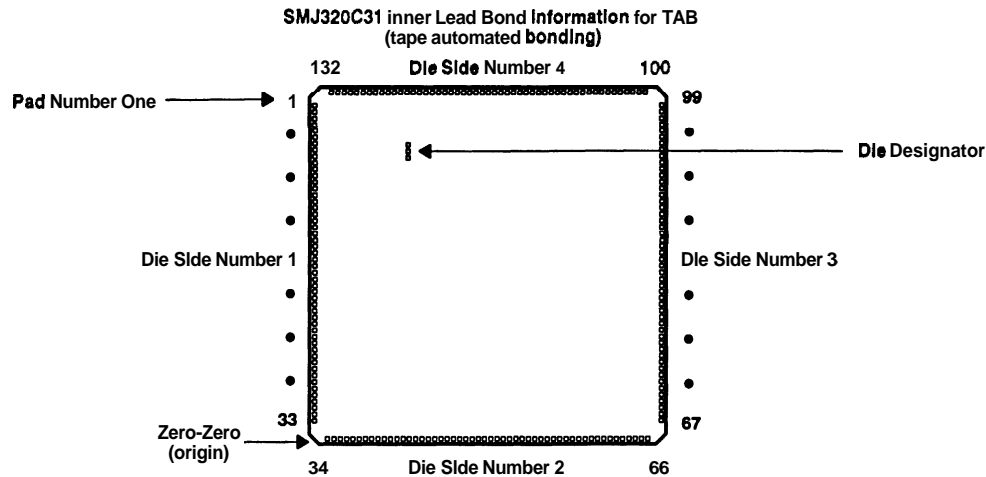 SMJ320C31 inner Lead Bond Information for TAB
(tape automated bonding)
132 Die Side Number 4 100
Pad Number One 1 99
Die Designator
Die Side Number 1 Die Side Number 3
33 67
Zero-Zero
(origin)
34 Die Side Number 2 66